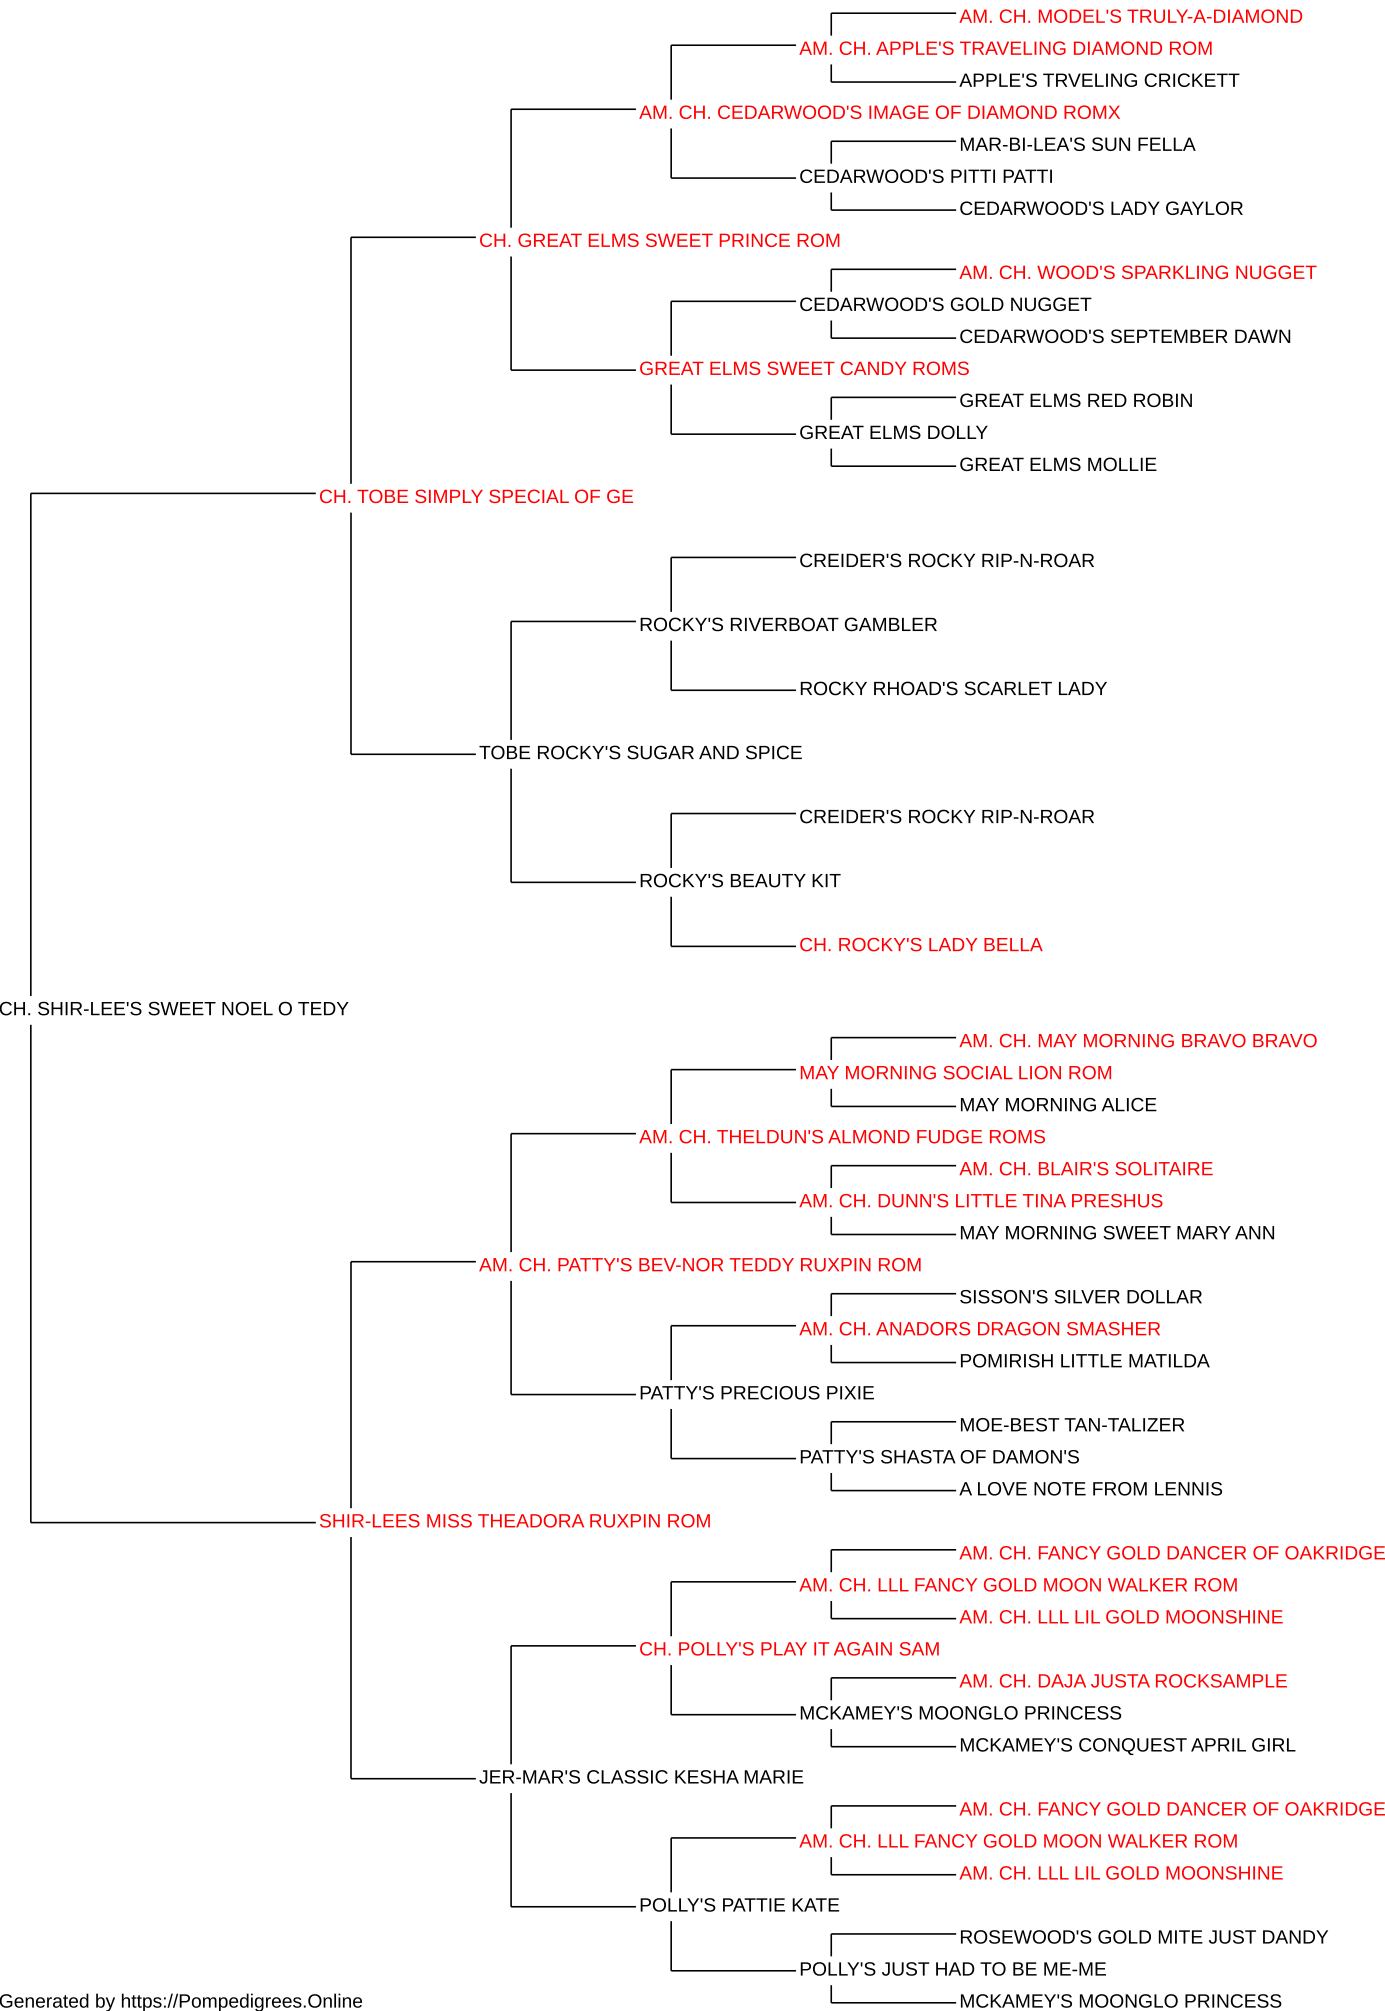 AM. CH. MODEL'S TRULY-A-DIAMOND
AM. CH. APPLE'S TRAVELING DIAMOND ROM
APPLE'S TRVELING CRICKETT
AM. CH. CEDARWOOD'S IMAGE OF DIAMOND ROMX
MAR-BI-LEA'S SUN FELLA
CEDARWOOD'S PITTI PATTI
CEDARWOOD'S LADY GAYLOR
CH. GREAT ELMS SWEET PRINCE ROM
AM. CH. WOOD'S SPARKLING NUGGET
CEDARWOOD'S GOLD NUGGET
CEDARWOOD'S SEPTEMBER DAWN
GREAT ELMS SWEET CANDY ROMS
GREAT ELMS RED ROBIN
GREAT ELMS DOLLY
GREAT ELMS MOLLIE
CH. TOBE SIMPLY SPECIAL OF GE
CREIDER'S ROCKY RIP-N-ROAR
ROCKY'S RIVERBOAT GAMBLER
ROCKY RHOAD'S SCARLET LADY
TOBE ROCKY'S SUGAR AND SPICE
CREIDER'S ROCKY RIP-N-ROAR
ROCKY'S BEAUTY KIT
CH. ROCKY'S LADY BELLA
CH. SHIR-LEE'S SWEET NOEL O TEDY
AM. CH. MAY MORNING BRAVO BRAVO
MAY MORNING SOCIAL LION ROM
MAY MORNING ALICE
AM. CH. THELDUN'S ALMOND FUDGE ROMS
AM. CH. BLAIR'S SOLITAIRE
AM. CH. DUNN'S LITTLE TINA PRESHUS
MAY MORNING SWEET MARY ANN
AM. CH. PATTY'S BEV-NOR TEDDY RUXPIN ROM
SISSON'S SILVER DOLLAR
AM. CH. ANADORS DRAGON SMASHER
POMIRISH LITTLE MATILDA
PATTY'S PRECIOUS PIXIE
MOE-BEST TAN-TALIZER
PATTY'S SHASTA OF DAMON'S
A LOVE NOTE FROM LENNIS
SHIR-LEES MISS THEADORA RUXPIN ROM
AM. CH. FANCY GOLD DANCER OF OAKRIDGE
AM. CH. LLL FANCY GOLD MOON WALKER ROM
AM. CH. LLL LIL GOLD MOONSHINE
CH. POLLY'S PLAY IT AGAIN SAM
AM. CH. DAJA JUSTA ROCKSAMPLE
MCKAMEY'S MOONGLO PRINCESS
MCKAMEY'S CONQUEST APRIL GIRL
JER-MAR'S CLASSIC KESHA MARIE
AM. CH. FANCY GOLD DANCER OF OAKRIDGE
AM. CH. LLL FANCY GOLD MOON WALKER ROM
AM. CH. LLL LIL GOLD MOONSHINE
POLLY'S PATTIE KATE
ROSEWOOD'S GOLD MITE JUST DANDY
POLLY'S JUST HAD TO BE ME-ME
MCKAMEY'S MOONGLO PRINCESS
Generated by https://Pompedigrees.Online